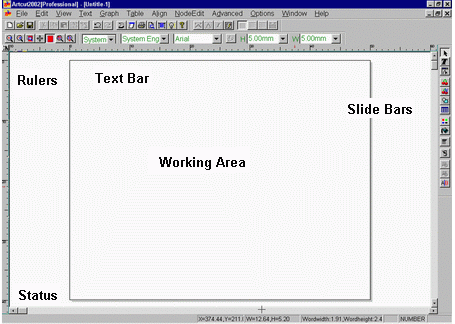 Artcut2002[Professional] - [Untitle-1]
File Edit View Text Graph Table Align NodeEdit Advanced Options Window Help
System System Eng Arial H 5.00mm W 5.00mm
Rulers Text Bar
Slide Bars
Working Area
Status
X=374.44,Y=211. W=12.64,H=5.20 Wordwidth:1.91,Wordheight:2.4 NUMBER